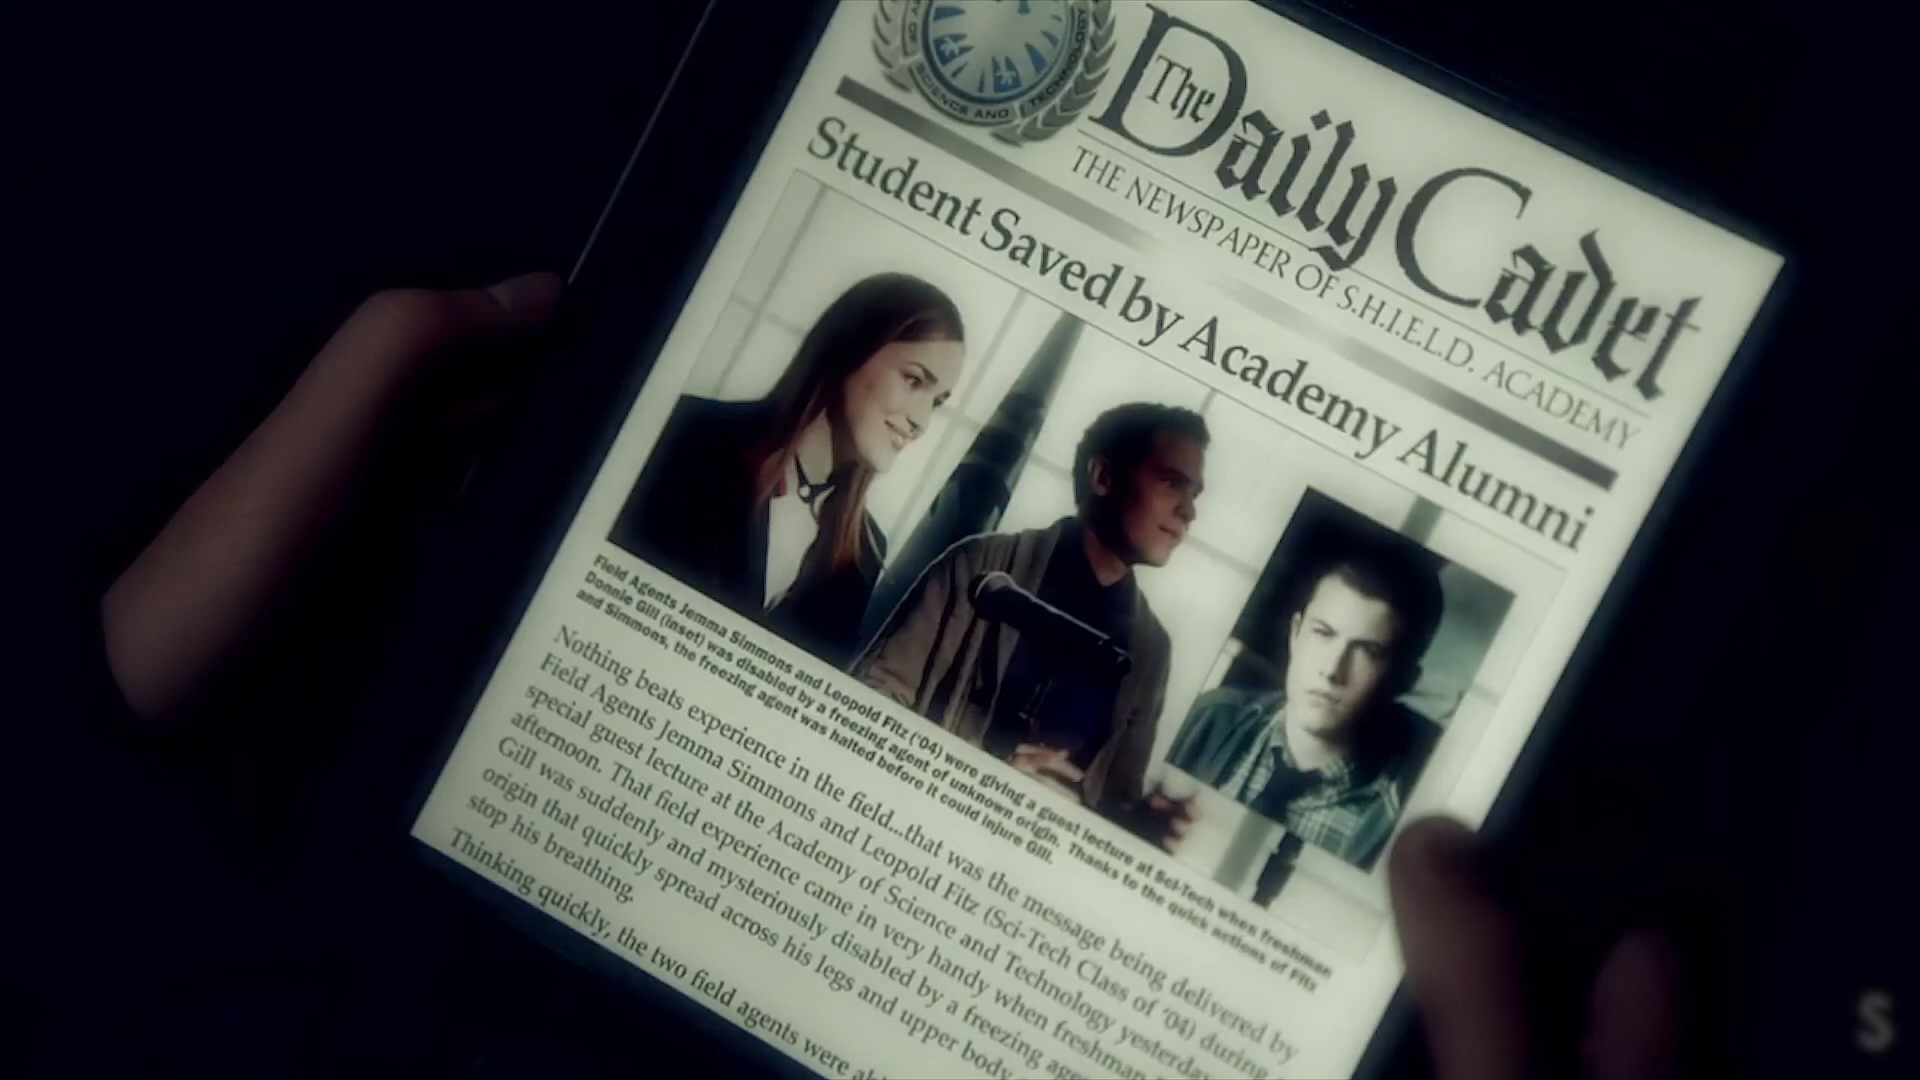 ACADEMY OF SCIENCE AND TECHNOLOGY
The Daily Cadet
THE NEWSPAPER OF S.H.I.E.L.D. ACADEMY
Student Saved by Academy Alumni
Field Agents Jemma Simmons and Leopold Fitz ('04) were giving a guest lecture at Sci-Tech when freshman
Donnie Gill (inset) was disabled by a freezing agent of unknown origin. Thanks to the quick actions of Fitz
and Simmons, the freezing agent was halted before it could injure Gill.
Nothing beats experience in the field...that was the message being delivered by
Field Agents Jemma Simmons and Leopold Fitz (Sci-Tech Class of '04) during
special guest lecture at the Academy of Science and Technology yesterday
afternoon. That field experience came in very handy when freshman
Gill was suddenly and mysteriously disabled by a freezing
origin that quickly spread across his legs and upper body
stop his breathing.
Thinking quickly, the two field agents were
S